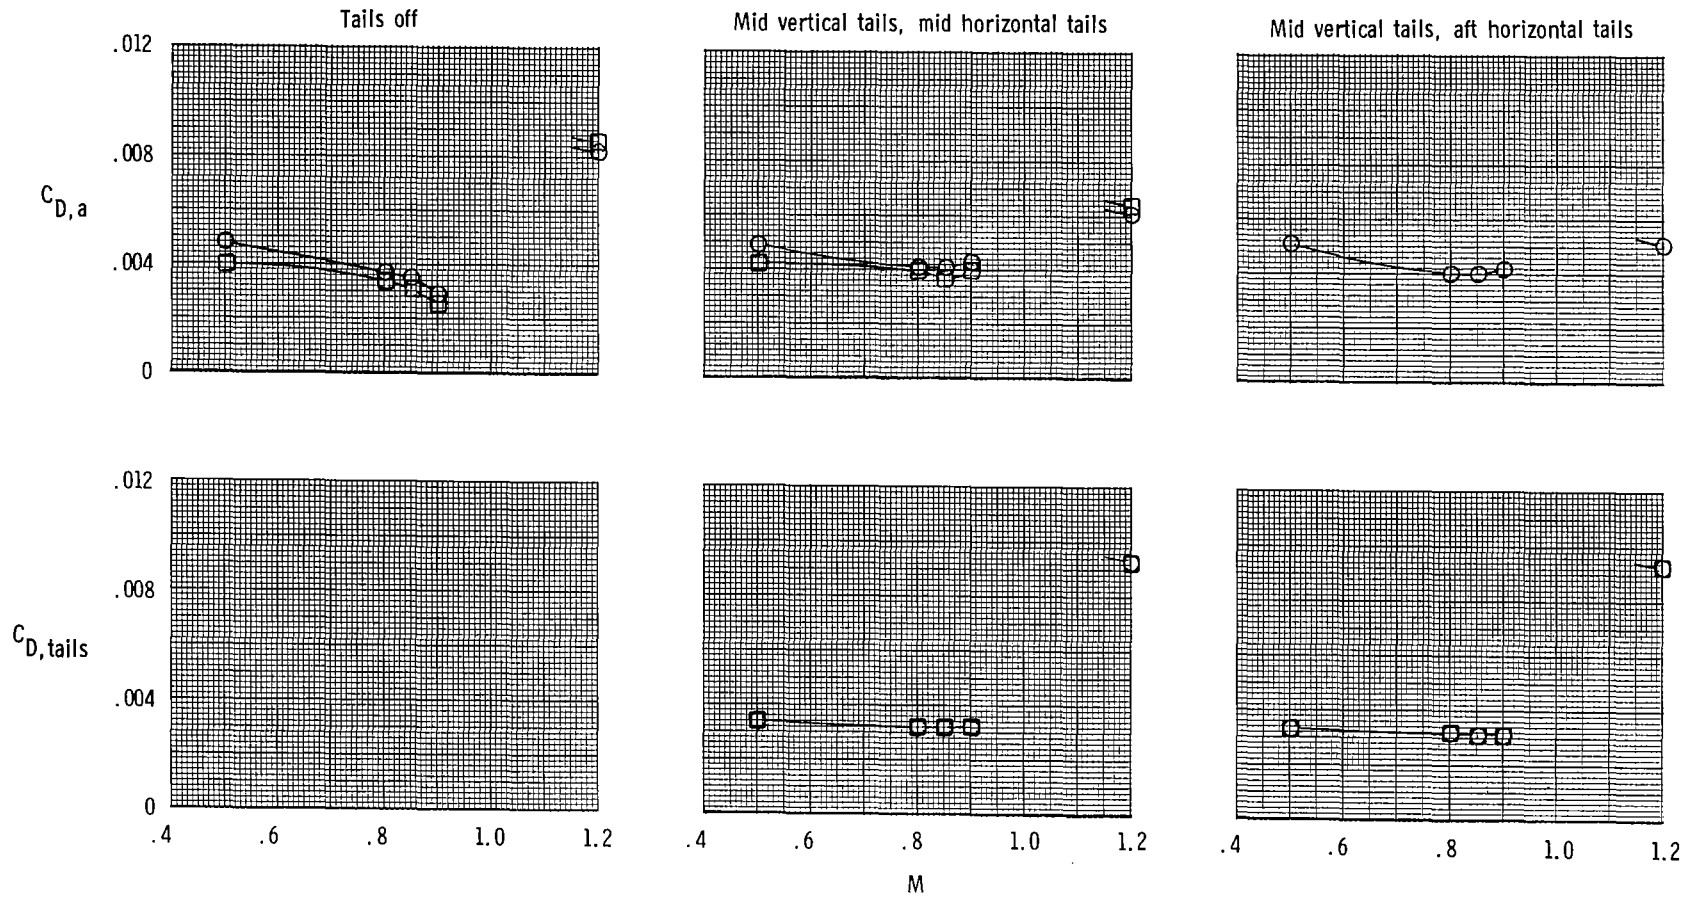 Tails off
Mid vertical tails, mid horizontal tails
Mid vertical tails, aft horizontal tails
.012
.008
C_D,a
.004
0
.012
.008
C_D,tails
.004
0
.4 .6 .8 1.0 1.2
.4 .6 .8 1.0 1.2
.4 .6 .8 1.0 1.2
M